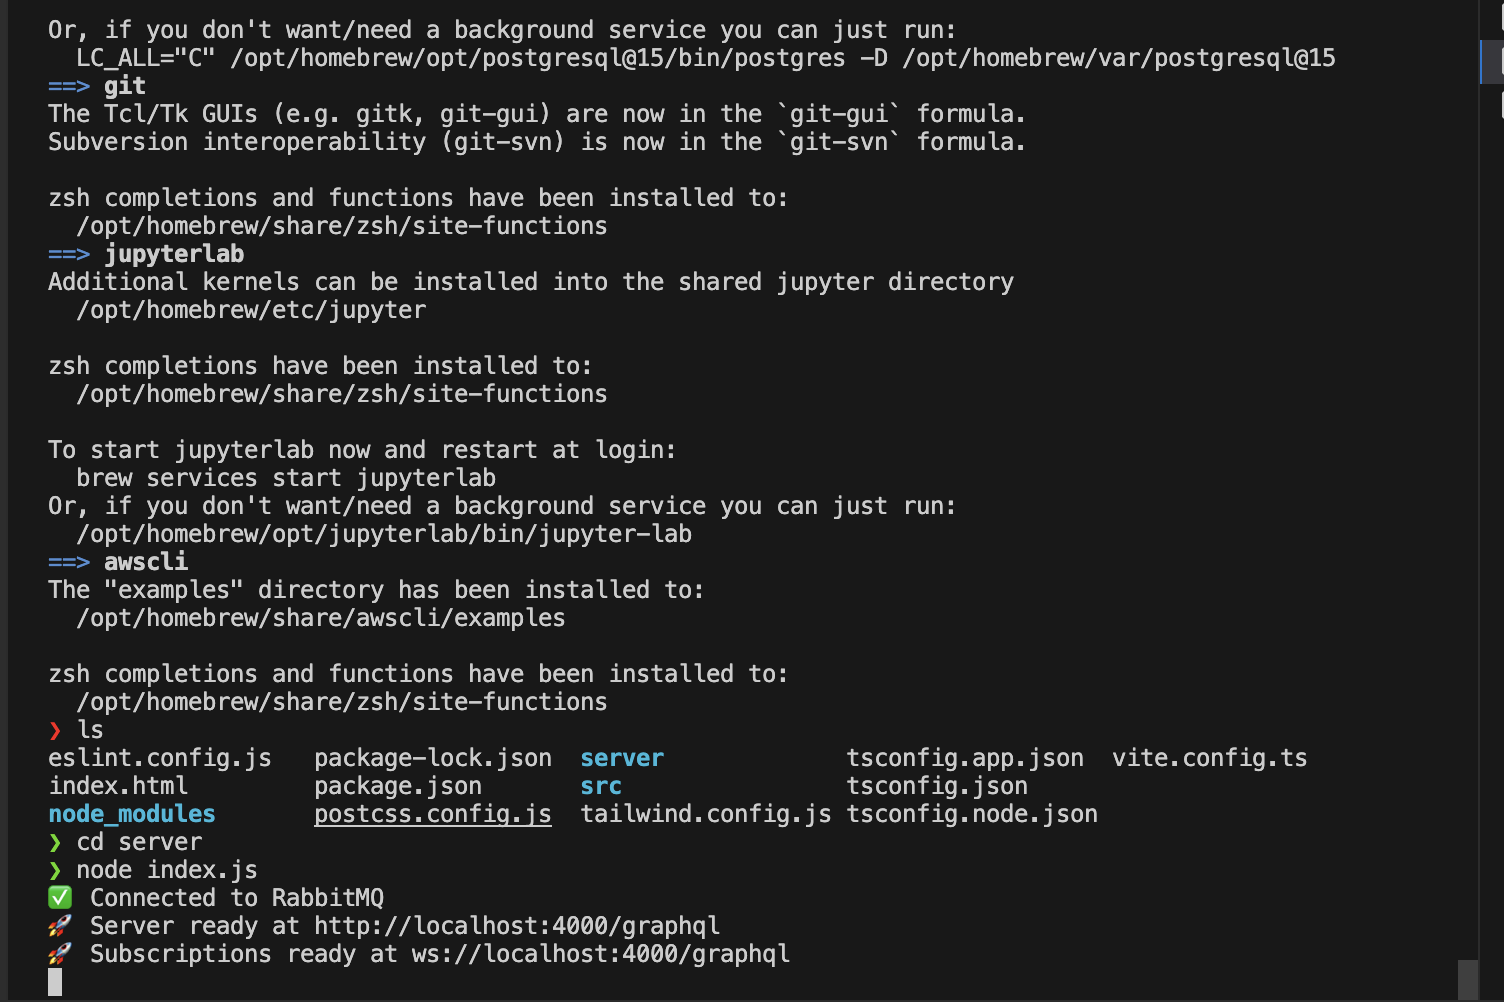 Or, if you don't want/need a background service you can just run:
  LC_ALL="C" /opt/homebrew/opt/postgresql@15/bin/postgres -D /opt/homebrew/var/postgresql@15
==> git
The Tcl/Tk GUIs (e.g. gitk, git-gui) are now in the `git-gui` formula.
Subversion interoperability (git-svn) is now in the `git-svn` formula.

zsh completions and functions have been installed to:
  /opt/homebrew/share/zsh/site-functions
==> jupyterlab
Additional kernels can be installed into the shared jupyter directory
  /opt/homebrew/etc/jupyter

zsh completions have been installed to:
  /opt/homebrew/share/zsh/site-functions

To start jupyterlab now and restart at login:
  brew services start jupyterlab
Or, if you don't want/need a background service you can just run:
  /opt/homebrew/opt/jupyterlab/bin/jupyter-lab
==> awscli
The "examples" directory has been installed to:
  /opt/homebrew/share/awscli/examples

zsh completions and functions have been installed to:
  /opt/homebrew/share/zsh/site-functions
❯ ls
eslint.config.js   package-lock.json  server             tsconfig.app.json  vite.config.ts
index.html         package.json       src                tsconfig.json
node_modules       postcss.config.js  tailwind.config.js tsconfig.node.json
❯ cd server
❯ node index.js
✅ Connected to RabbitMQ
🚀 Server ready at http://localhost:4000/graphql
🚀 Subscriptions ready at ws://localhost:4000/graphql